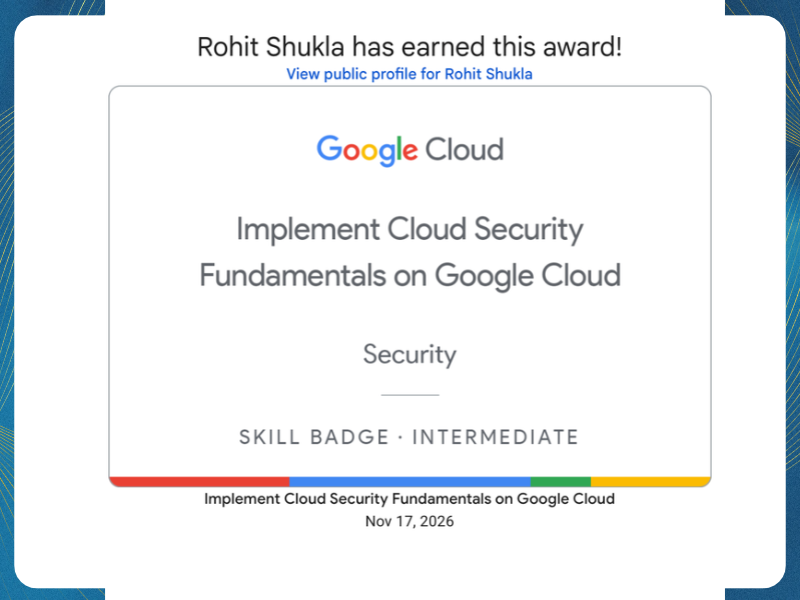 Rohit Shukla has earned this award!
View public profile for Rohit Shukla
Google Cloud
Implement Cloud Security
Fundamentals on Google Cloud
Security
SKILL BADGE · INTERMEDIATE
Implement Cloud Security Fundamentals on Google Cloud
Nov 17, 2026